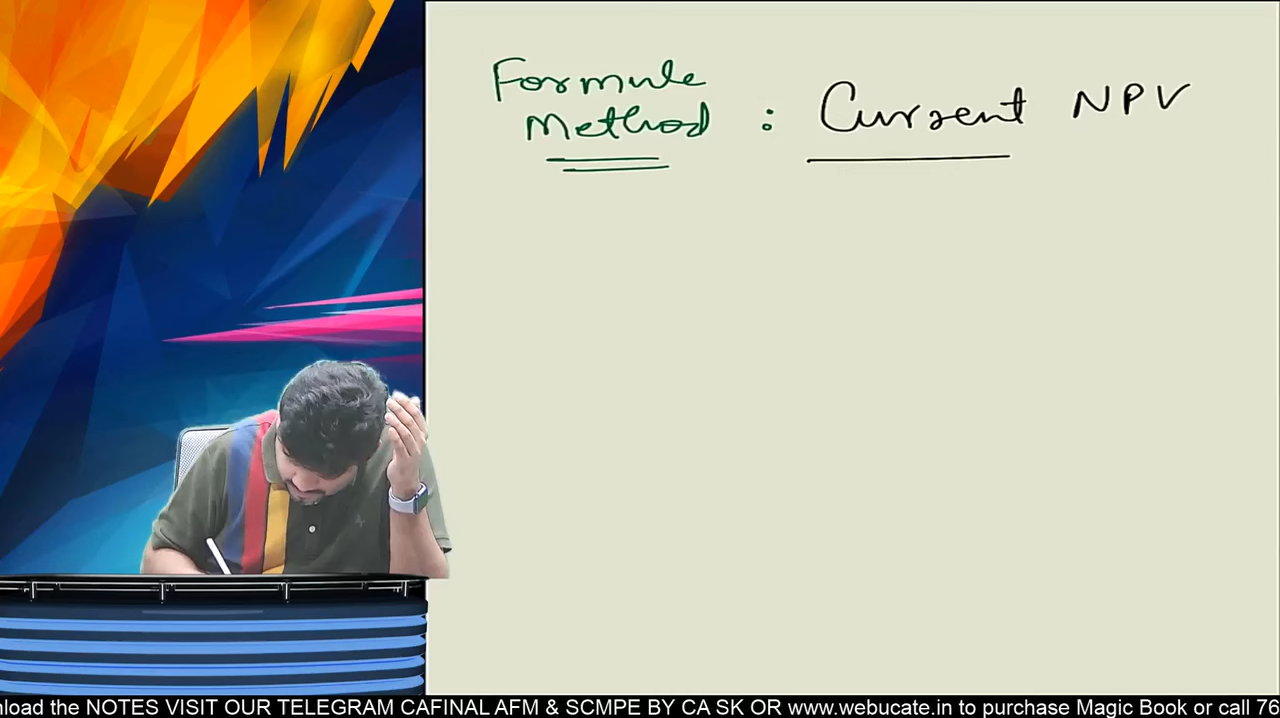 Formule
Method : Current NPV
nload the NOTES VISIT OUR TELEGRAM CAFINAL AFM & SCMPE BY CA SK OR www.webucate.in to purchase Magic Book or call 76